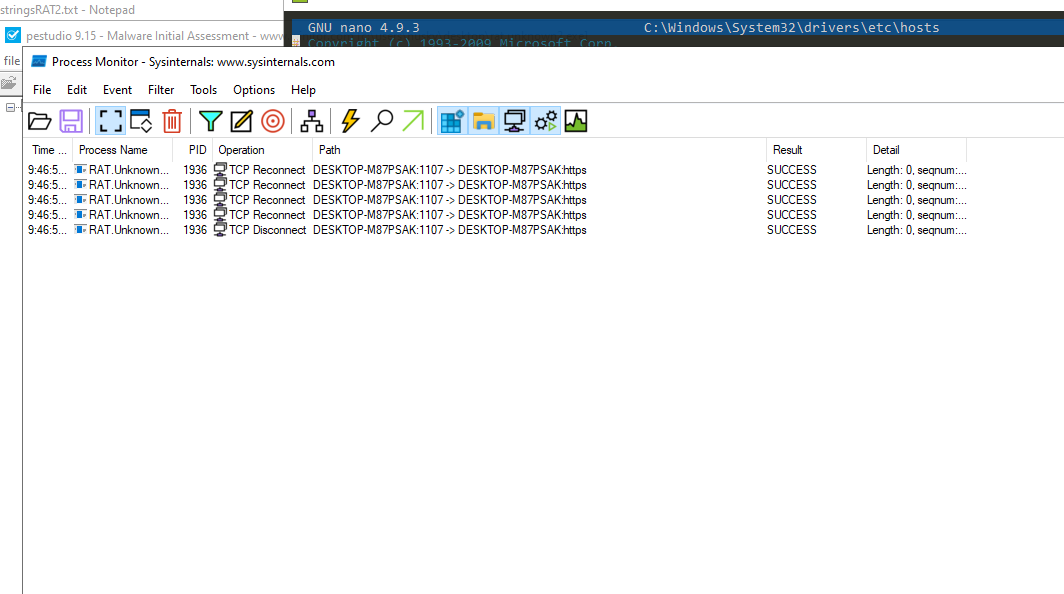 stringsRAT2.txt - Notepad
pestudio 9.15 - Malware Initial Assessment - www
file
GNU nano 4.9.3 C:\Windows\System32\drivers\etc\hosts
Copyright (c) 1993-2009 Microsoft Corp
Process Monitor - Sysinternals: www.sysinternals.com
File Edit Event Filter Tools Options Help
Time ... Process Name PID Operation Path Result Detail
9:46:5... RAT.Unknown... 1936 TCP Reconnect DESKTOP-M87PSAK:1107 -> DESKTOP-M87PSAK:https SUCCESS Length: 0, seqnum:...
9:46:5... RAT.Unknown... 1936 TCP Reconnect DESKTOP-M87PSAK:1107 -> DESKTOP-M87PSAK:https SUCCESS Length: 0, seqnum:...
9:46:5... RAT.Unknown... 1936 TCP Reconnect DESKTOP-M87PSAK:1107 -> DESKTOP-M87PSAK:https SUCCESS Length: 0, seqnum:...
9:46:5... RAT.Unknown... 1936 TCP Reconnect DESKTOP-M87PSAK:1107 -> DESKTOP-M87PSAK:https SUCCESS Length: 0, seqnum:...
9:46:5... RAT.Unknown... 1936 TCP Disconnect DESKTOP-M87PSAK:1107 -> DESKTOP-M87PSAK:https SUCCESS Length: 0, seqnum:...